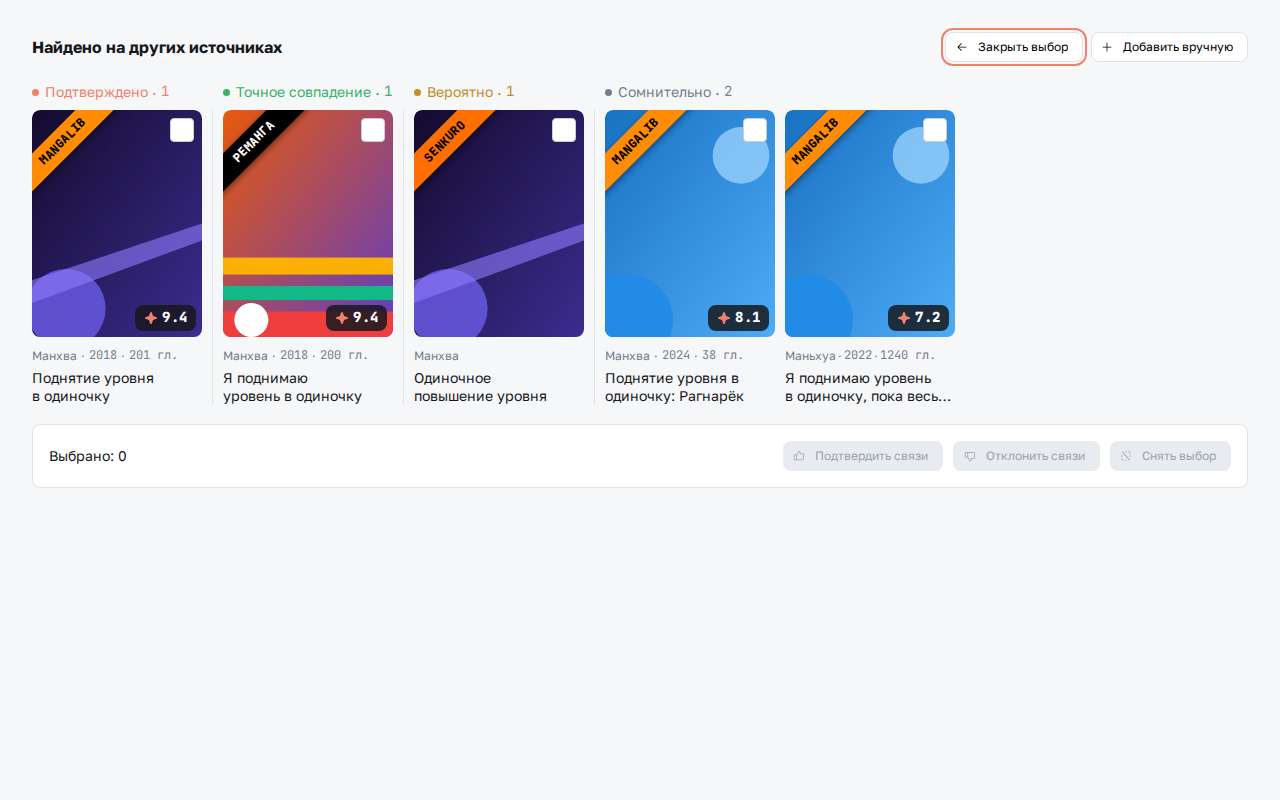 Найдено на других источниках
Закрыть выбор
Добавить вручную
Подтверждено · 1
Точное совпадение · 1
Вероятно · 1
Сомнительно · 2
MANGALIB
РЕМАНГА
SENKURO
MANGALIB
MANGALIB
9.4
9.4
8.1
7.2
Манхва · 2018 · 201 гл.
Поднятие уровня
в одиночку
Манхва · 2018 · 200 гл.
Я поднимаю
уровень в одиночку
Манхва
Одиночное
повышение уровня
Манхва · 2024 · 38 гл.
Поднятие уровня в
одиночку: Рагнарёк
Маньхуа · 2022 · 1240 гл.
Я поднимаю уровень
в одиночку, пока весь…
Выбрано: 0
Подтвердить связи
Отклонить связи
Снять выбор